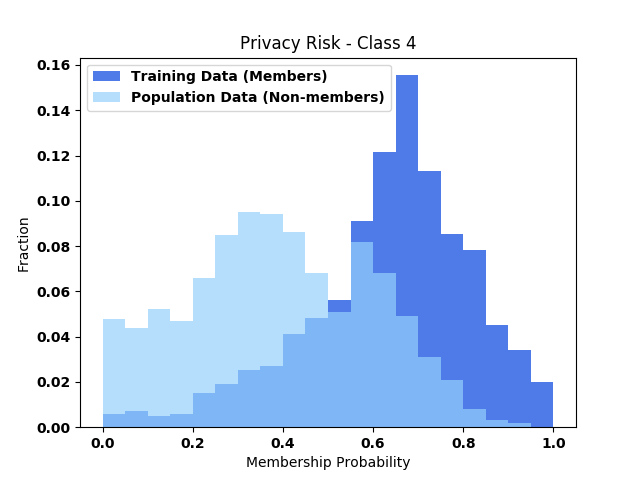 Privacy Risk - Class 4
Training Data (Members)
Population Data (Non-members)
0.16
0.14
0.12
0.10
0.08
0.06
0.04
0.02
0.00
Fraction
0.0 0.2 0.4 0.6 0.8 1.0
Membership Probability